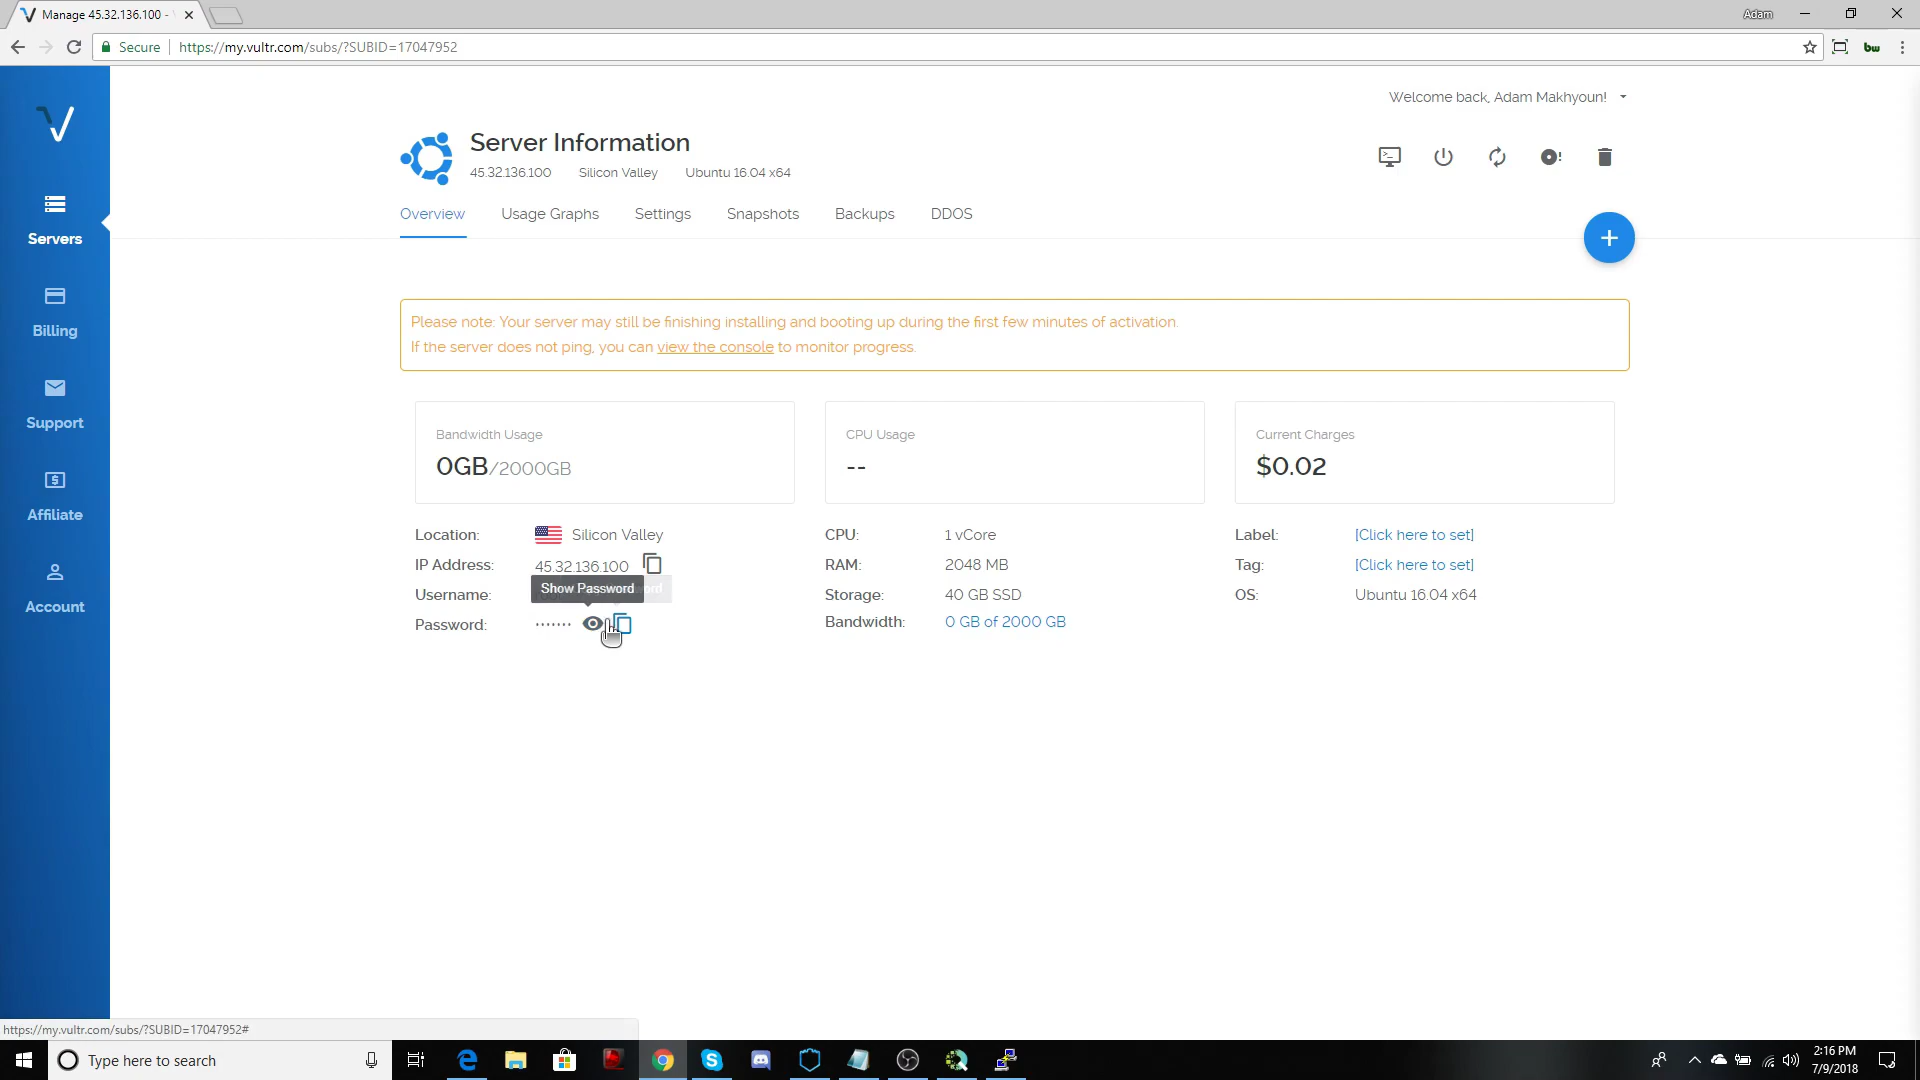 Manage 45.32.136.100 -
Adam
Secure https://my.vultr.com/subs/?SUBID=17047952
bw
Welcome back, Adam Makhyoun!
Server Information
45.32.136.100 Silicon Valley Ubuntu 16.04 x64
Overview Usage Graphs Settings Snapshots Backups DDOS
Servers
Billing
Support
Affiliate
Account
Please note: Your server may still be finishing installing and booting up during the first few minutes of activation.
If the server does not ping, you can view the console to monitor progress.
Bandwidth Usage
0GB/2000GB
CPU Usage
--
Current Charges
$0.02
Location: Silicon Valley
IP Address: 45.32.136.100
Show Password
Username:
Password: ·······
CPU: 1 vCore
RAM: 2048 MB
Storage: 40 GB SSD
Bandwidth: 0 GB of 2000 GB
Label: [Click here to set]
Tag: [Click here to set]
OS: Ubuntu 16.04 x64
https://my.vultr.com/subs/?SUBID=17047952#
Type here to search
2:16 PM
7/9/2018